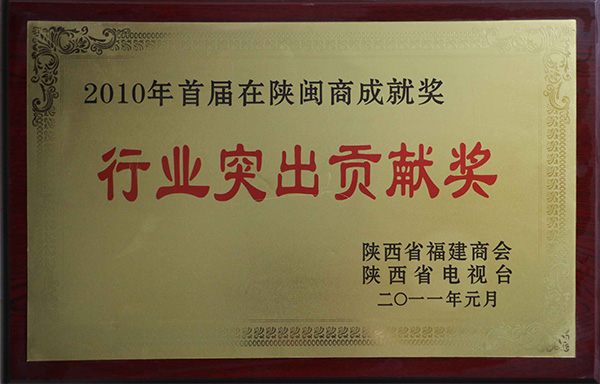 2010年首届在陕闽商成就奖
行业突出贡献奖
陕西省福建商会
陕西省电视台
二〇一一年元月